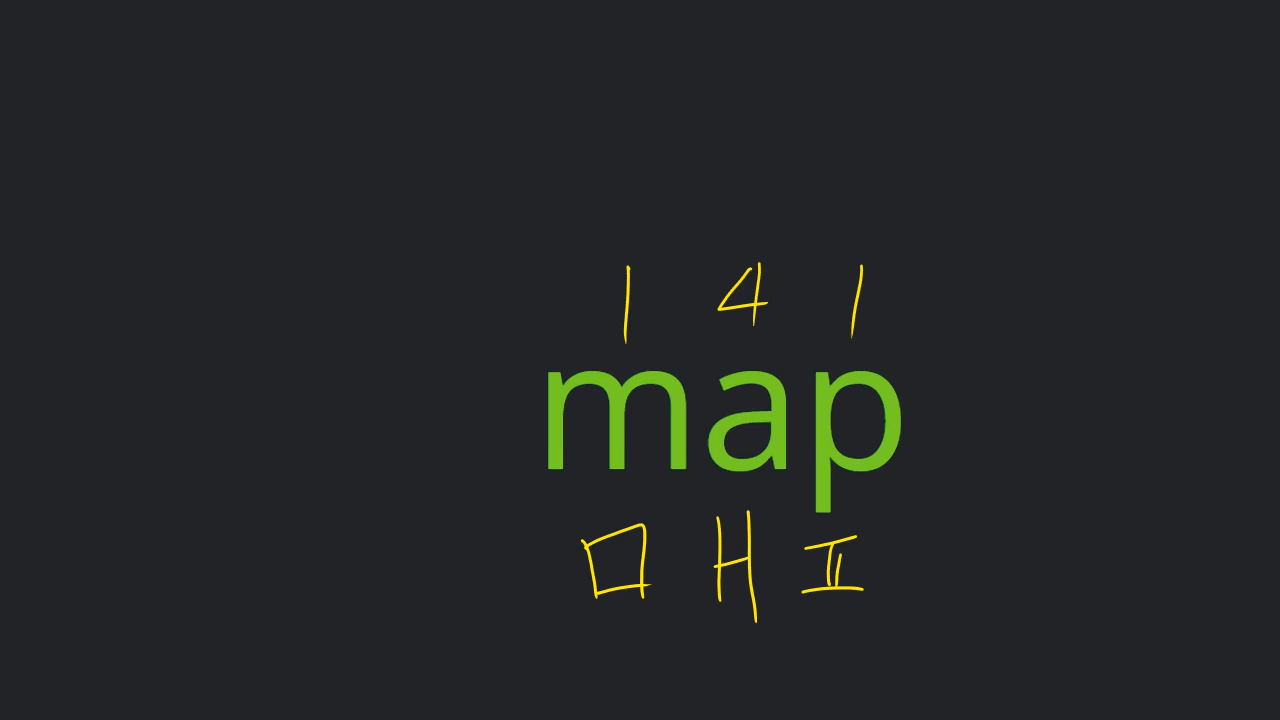 1 4 1
map
ㅁ ㅐ ㅍ